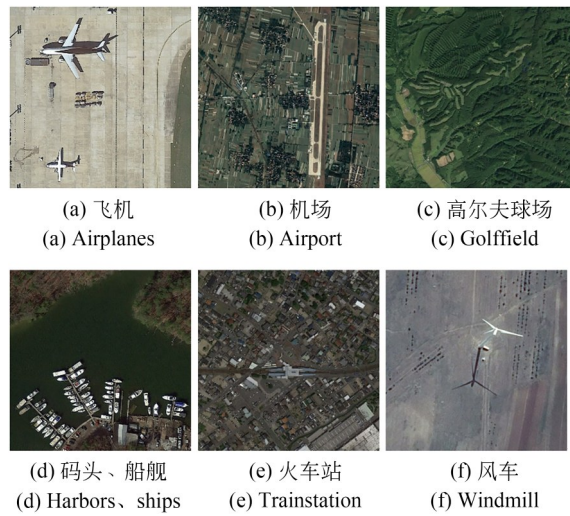 (a) 飞机
(b) 机场
(c) 高尔夫球场
(a) Airplanes
(b) Airport
(c) Golffield
(d) 码头、船舰
(e) 火车站
(f) 风车
(d) Harbors、ships
(e) Trainstation
(f) Windmill